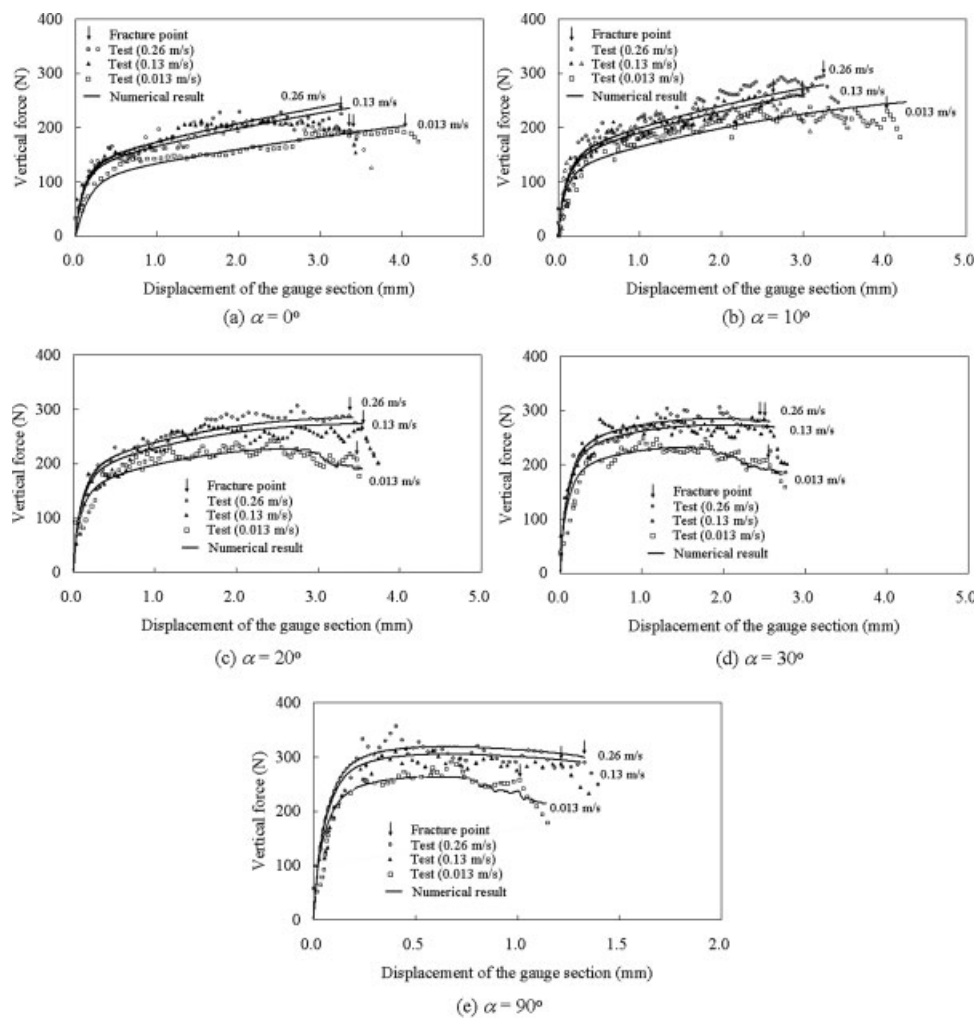 400
300
200
100
0
Vertical force (N)
Fracture point
Test (0.26 m/s)
Test (0.13 m/s)
Test (0.013 m/s)
Numerical result
0.26 m/s
0.13 m/s
0.013 m/s
0.0 1.0 2.0 3.0 4.0 5.0
Displacement of the gauge section (mm)
(a) α = 0°
400
300
200
100
0
Vertical force (N)
Fracture point
Test (0.26 m/s)
Test (0.13 m/s)
Test (0.013 m/s)
Numerical result
0.26 m/s
0.13 m/s
0.013 m/s
0.0 1.0 2.0 3.0 4.0 5.0
Displacement of the gauge section (mm)
(b) α = 10°
400
300
200
100
0
Vertical force (N)
0.26 m/s
0.13 m/s
0.013 m/s
Fracture point
Test (0.26 m/s)
Test (0.13 m/s)
Test (0.013 m/s)
Numerical result
0.0 1.0 2.0 3.0 4.0 5.0
Displacement of the gauge section (mm)
(c) α = 20°
400
300
200
100
0
Vertical force (N)
0.26 m/s
0.13 m/s
0.013 m/s
Fracture point
Test (0.26 m/s)
Test (0.13 m/s)
Test (0.013 m/s)
Numerical result
0.0 1.0 2.0 3.0 4.0 5.0
Displacement of the gauge section (mm)
(d) α = 30°
400
300
200
100
0
Vertical force (N)
0.26 m/s
0.13 m/s
0.013 m/s
Fracture point
Test (0.26 m/s)
Test (0.13 m/s)
Test (0.013 m/s)
Numerical result
0.0 0.5 1.0 1.5 2.0
Displacement of the gauge section (mm)
(e) α = 90°